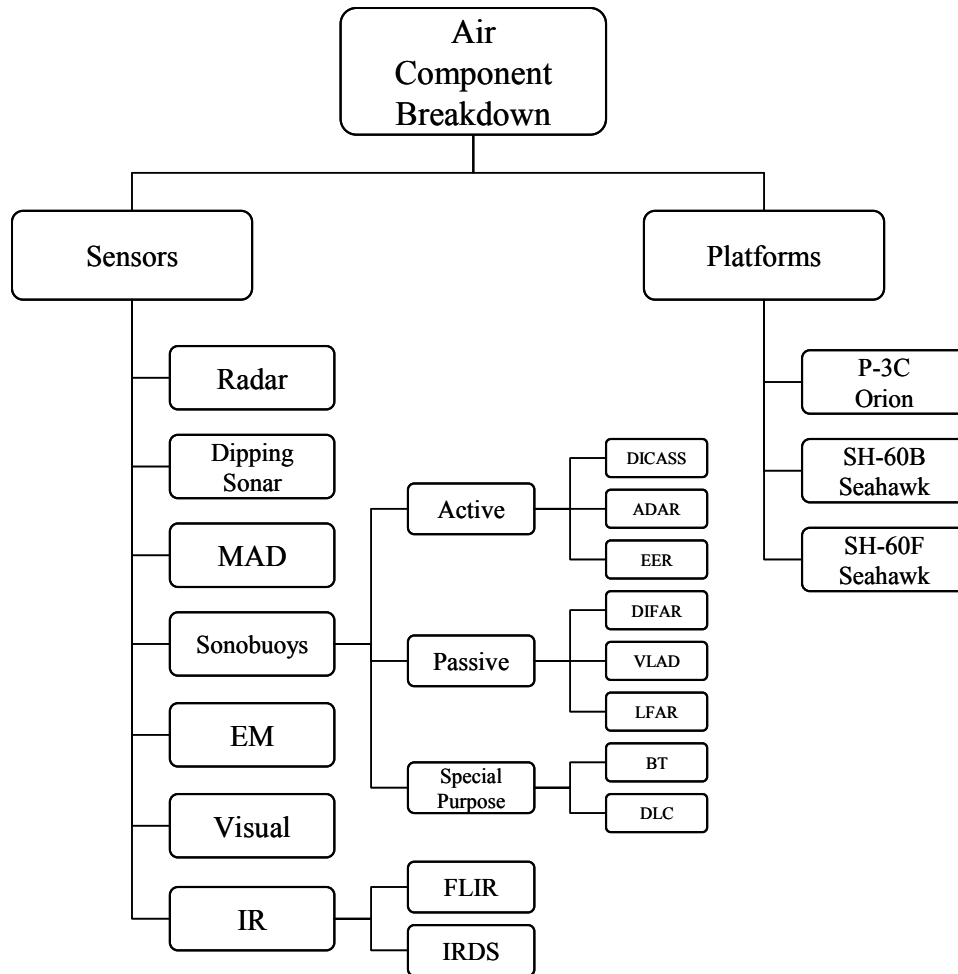 Air
Component
Breakdown
Sensors
Platforms
Radar
Dipping
Sonar
MAD
Sonobuoys
EM
Visual
IR
Active
Passive
Special
Purpose
FLIR
IRDS
DICASS
ADAR
EER
DIFAR
VLAD
LFAR
BT
DLC
P-3C
Orion
SH-60B
Seahawk
SH-60F
Seahawk